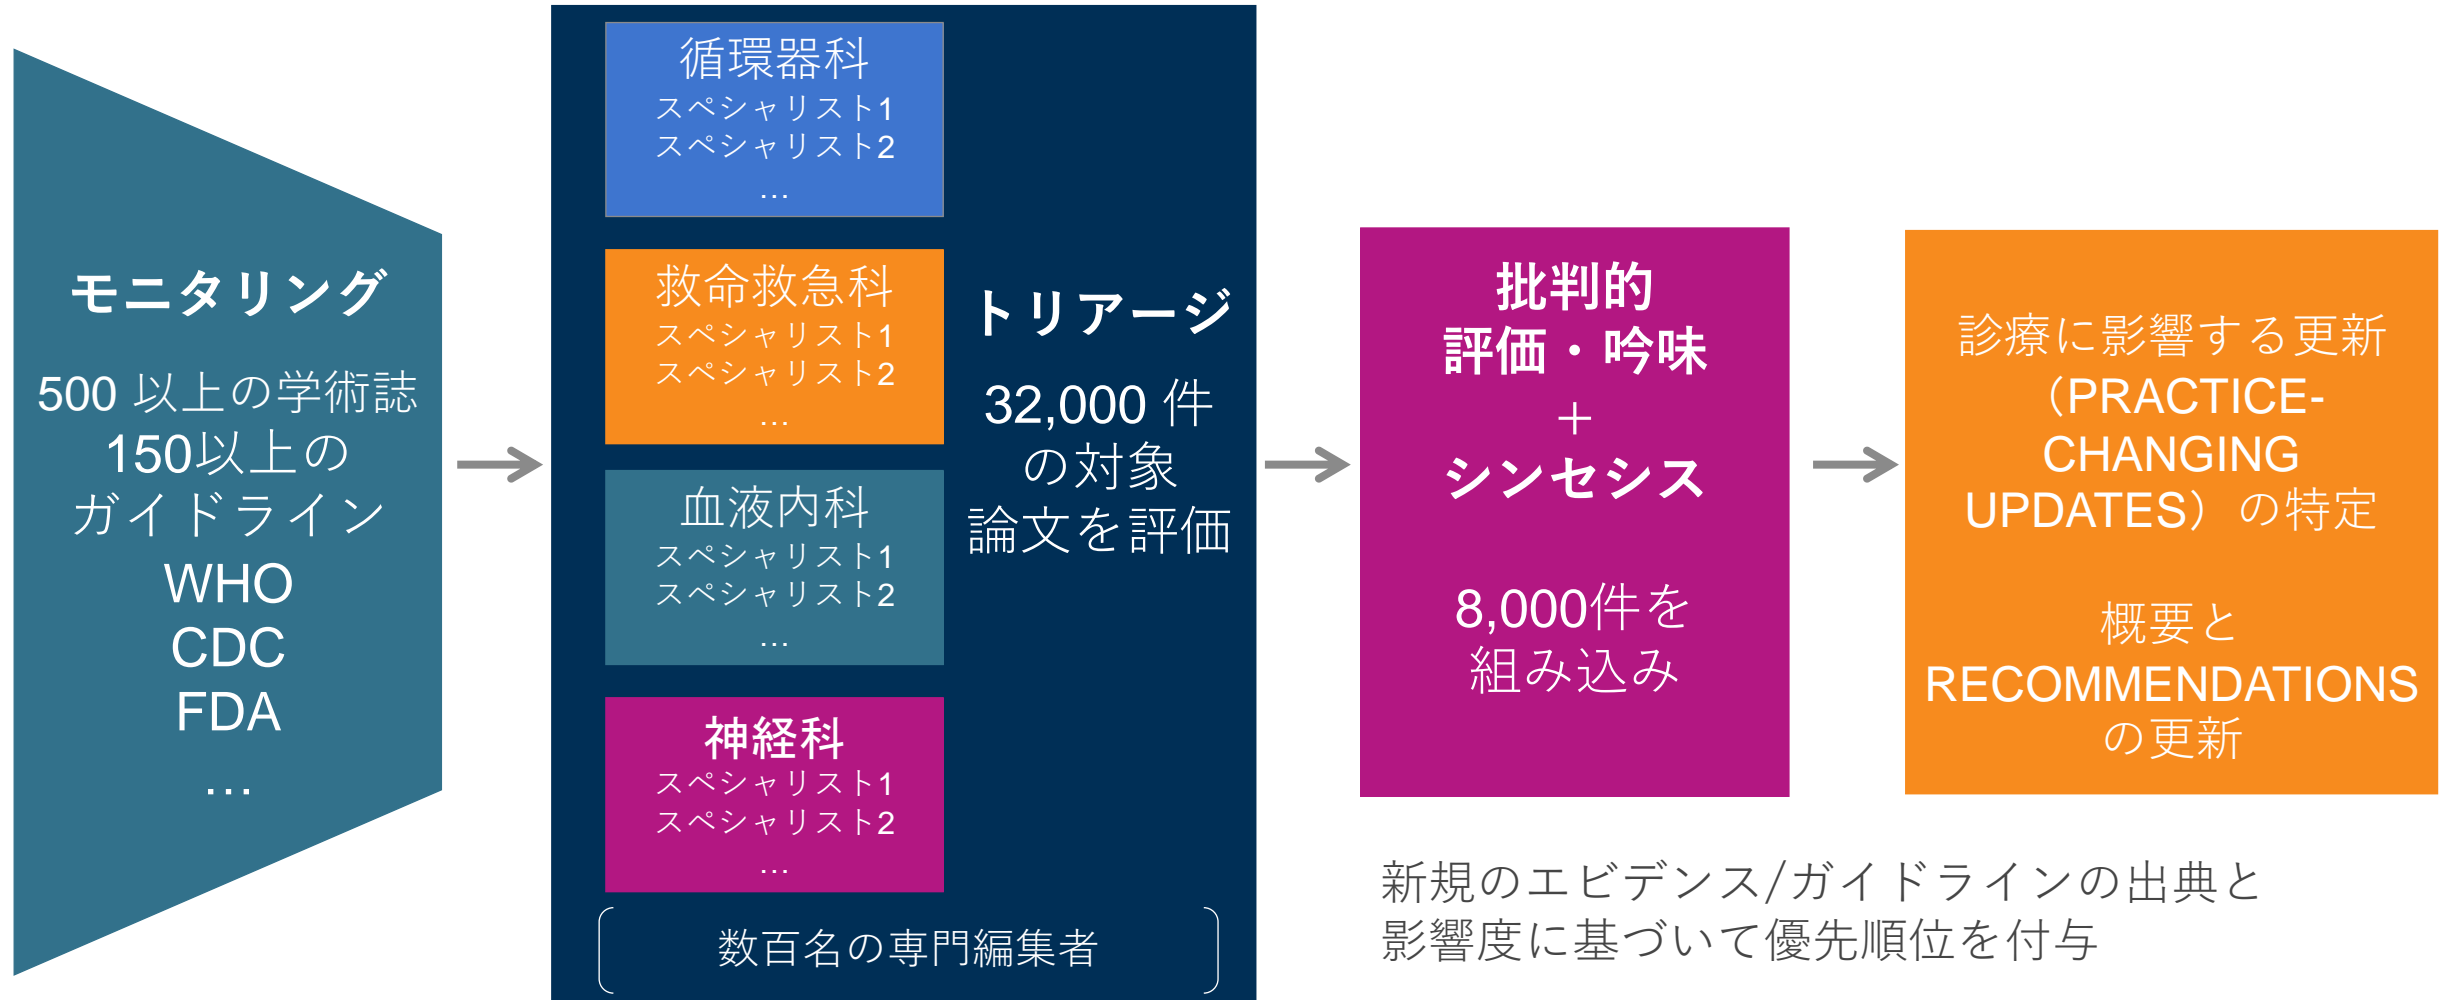 モニタリング
500 以上の学術誌
150以上の
ガイドライン
WHO
CDC
FDA
…
循環器科
スペシャリスト1
スペシャリスト2
…
救命救急科
スペシャリスト1
スペシャリスト2
…
血液内科
スペシャリスト1
スペシャリスト2
…
神経科
スペシャリスト1
スペシャリスト2
…
トリアージ
32,000 件
の対象
論文を評価
数百名の専門編集者
批判的
評価・吟味
＋
シンセシス
8,000件を
組み込み
診療に影響する更新
（PRACTICE-
CHANGING
UPDATES）の特定
概要と
RECOMMENDATIONS
の更新
新規のエビデンス/ガイドラインの出典と
影響度に基づいて優先順位を付与